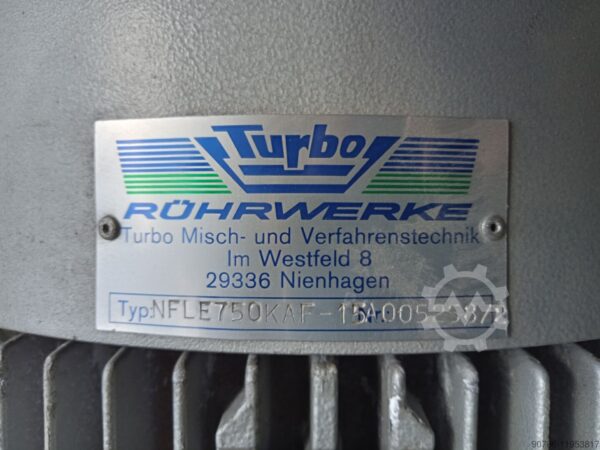 Turbo
RÜHRWERKE
Turbo Misch- und Verfahrenstechnik
Im Westfeld 8
29336 Nienhagen
Typ: NFLE750KAF-15